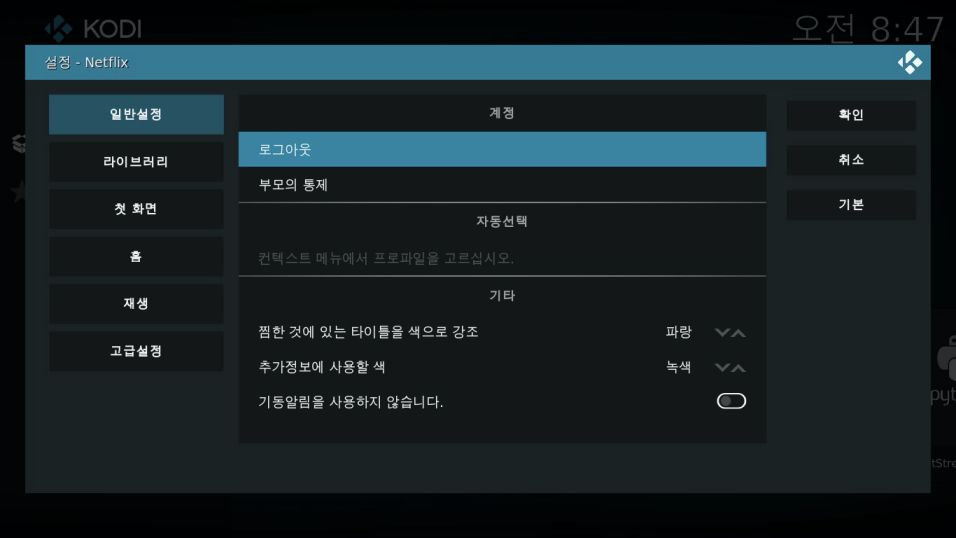 KODI
오전 8:47
설정 - Netflix
일반설정
라이브러리
첫 화면
홈
재생
고급설정
계정
로그아웃
부모의 통제
자동선택
컨텍스트 메뉴에서 프로파일을 고르십시오.
기타
찜한 것에 있는 타이틀을 색으로 강조 파랑
추가정보에 사용할 색 녹색
기동알림을 사용하지 않습니다.
확인
취소
기본